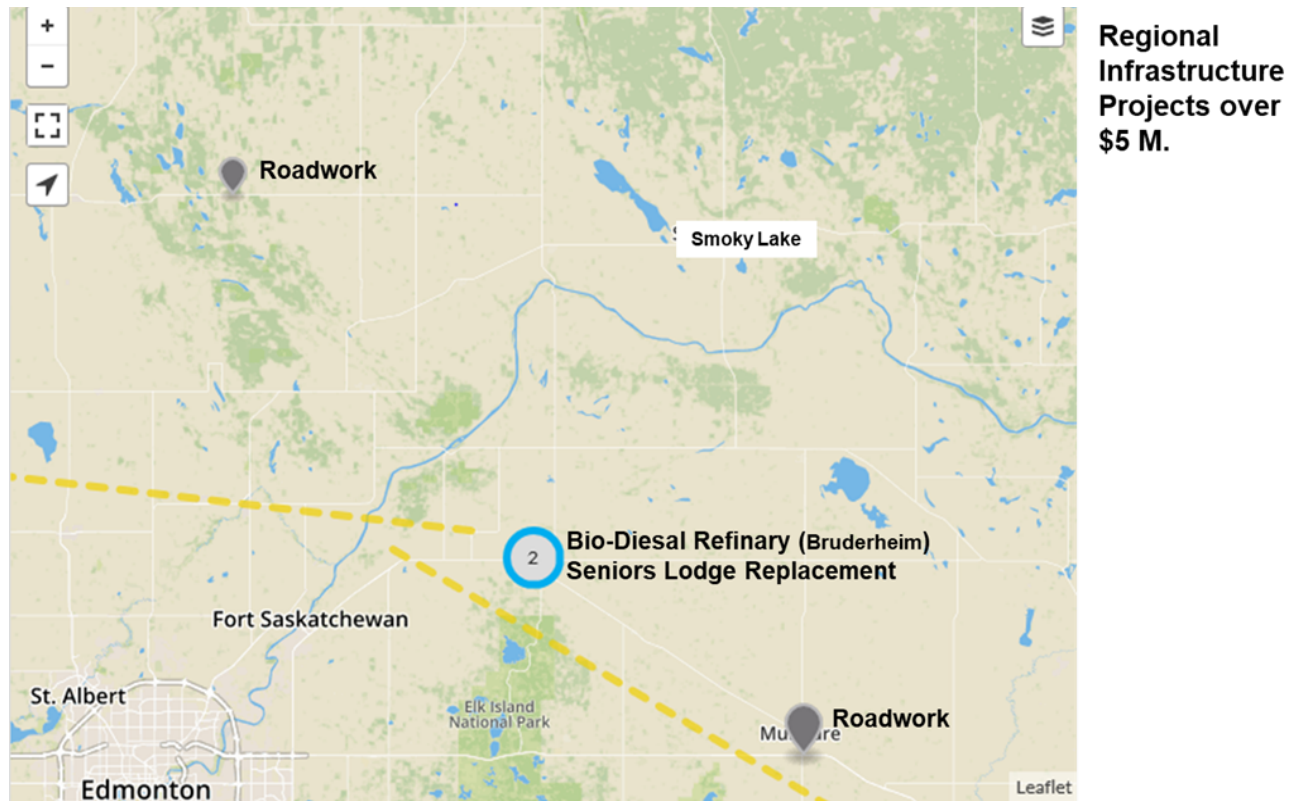 +
−
Regional
Infrastructure
Projects over
$5 M.
Roadwork
Smoky Lake
2
Bio-Diesal Refinary (Bruderheim)
Seniors Lodge Replacement
Fort Saskatchewan
St. Albert
Elk Island
National Park
Roadwork
Edmonton
Leaflet